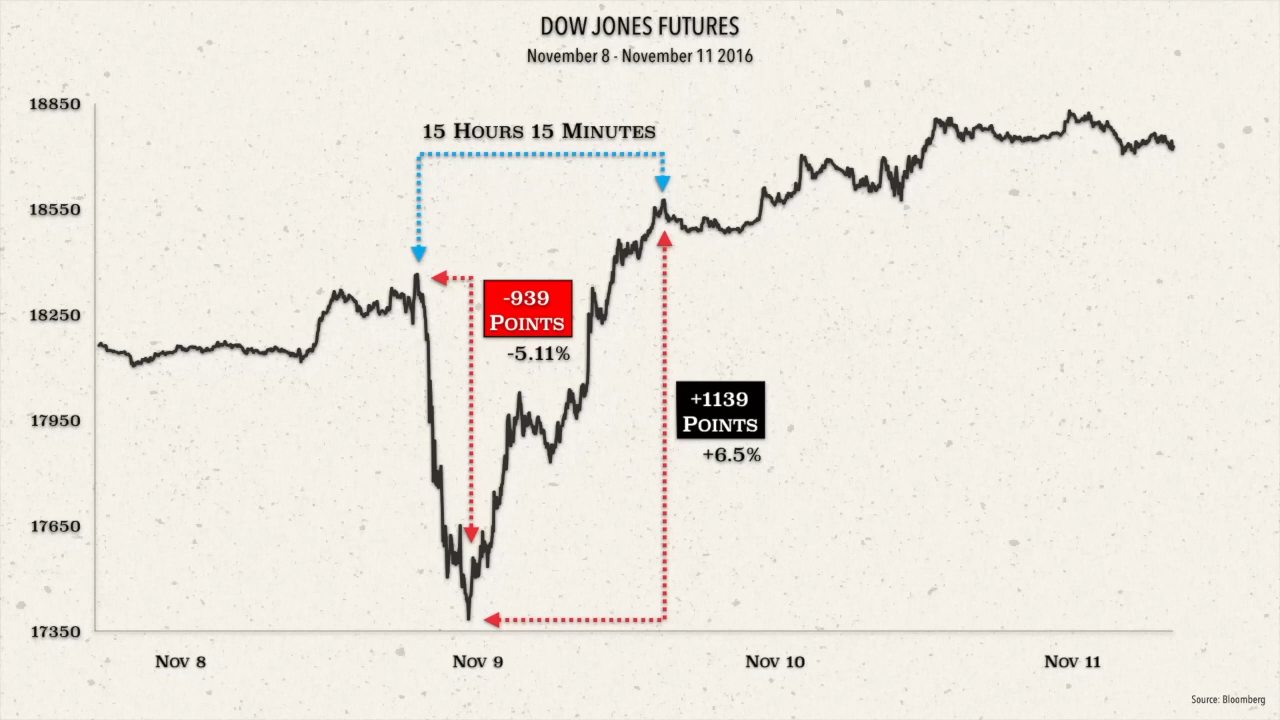 DOW JONES FUTURES
November 8 - November 11 2016
18850
18550
18250
17950
17650
17350
15 Hours 15 Minutes
-939
Points
-5.11%
+1139
Points
+6.5%
Nov 8
Nov 9
Nov 10
Nov 11
Source: Bloomberg